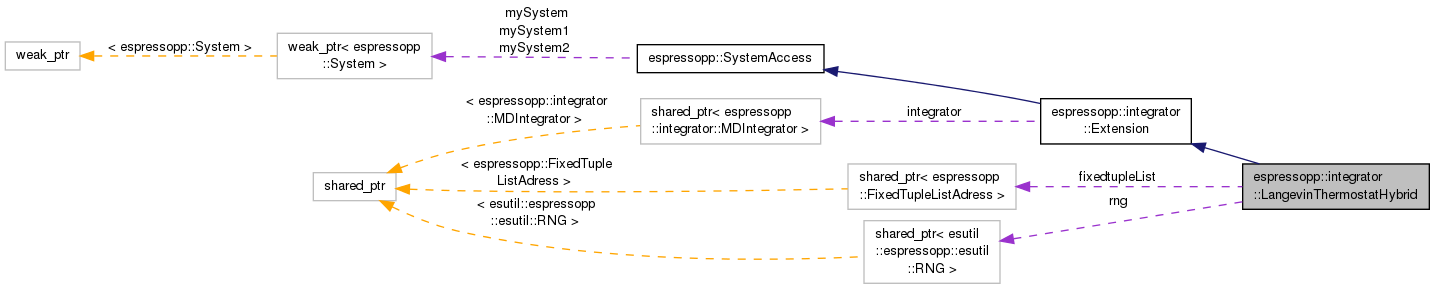 mySystem
mySystem1
mySystem2
weak_ptr
< espressopp::System >
weak_ptr< espressopp
::System >
espressopp::SystemAccess
< espressopp::integrator
::MDIntegrator >
shared_ptr< espressopp
::integrator::MDIntegrator >
integrator
espressopp::integrator
::Extension
shared_ptr
< espressopp::FixedTuple
ListAdress >
shared_ptr< espressopp
::FixedTupleListAdress >
fixedtupleList
espressopp::integrator
::LangevinThermostatHybrid
< esutil::espressopp
::esutil::RNG >
rng
shared_ptr< esutil
::espressopp::esutil
::RNG >